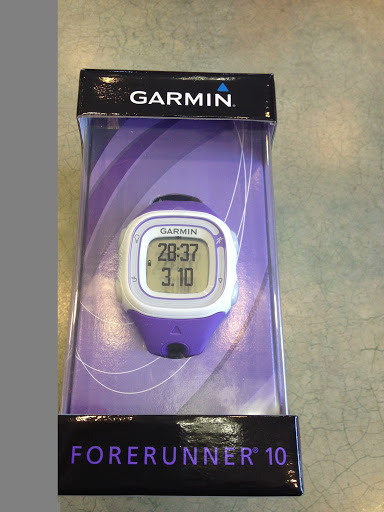 GARMIN®
GARMIN
28:37
3.10
FORERUNNER® 10